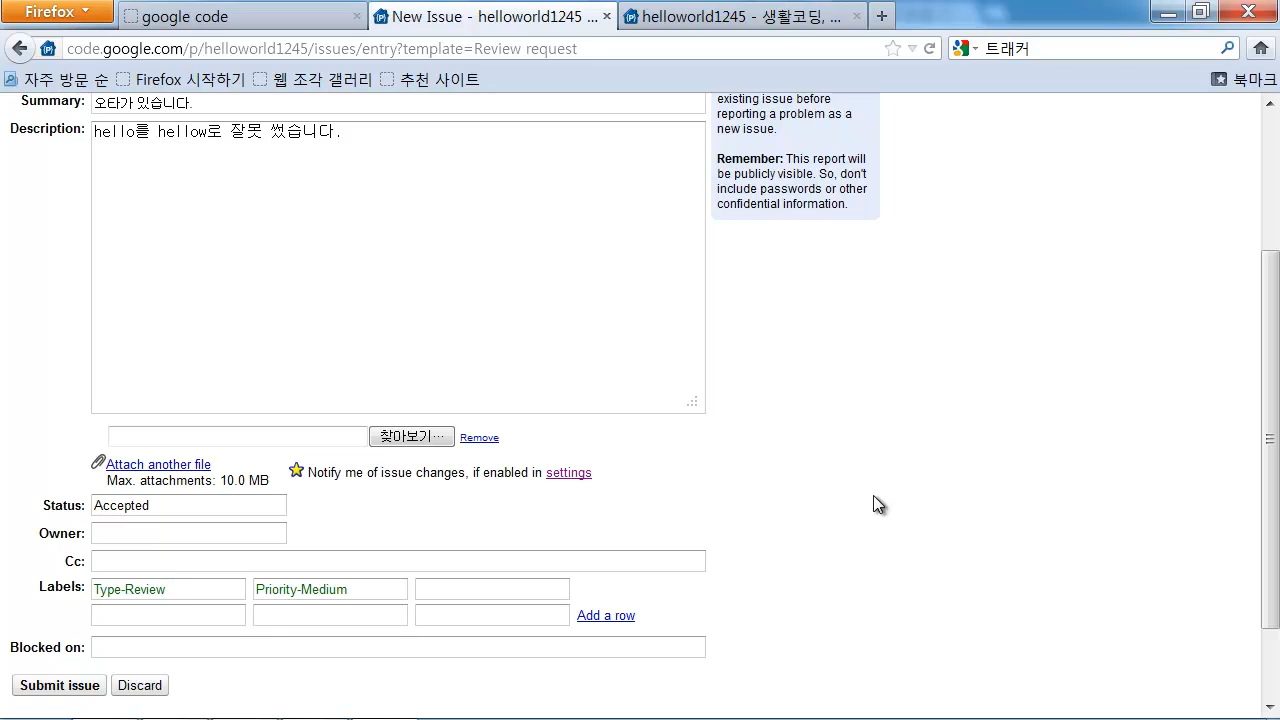 Firefox
google code
New Issue - helloworld1245 ...
helloworld1245 - 생활코딩, ...
code.google.com/p/helloworld1245/issues/entry?template=Review request
트래커
자주 방문 순
Firefox 시작하기
웹 조각 갤러리
추천 사이트
북마크
Summary:
오타가 있습니다.
existing issue before
reporting a problem as a
new issue.
Remember: This report will
be publicly visible. So, don't
include passwords or other
confidential information.
Description:
hello를 hellow로 잘못 썼습니다.
찾아보기...
Remove
Attach another file
Max. attachments: 10.0 MB
Notify me of issue changes, if enabled in settings
Status:
Accepted
Owner:
Cc:
Labels:
Type-Review
Priority-Medium
Add a row
Blocked on:
Submit issue
Discard